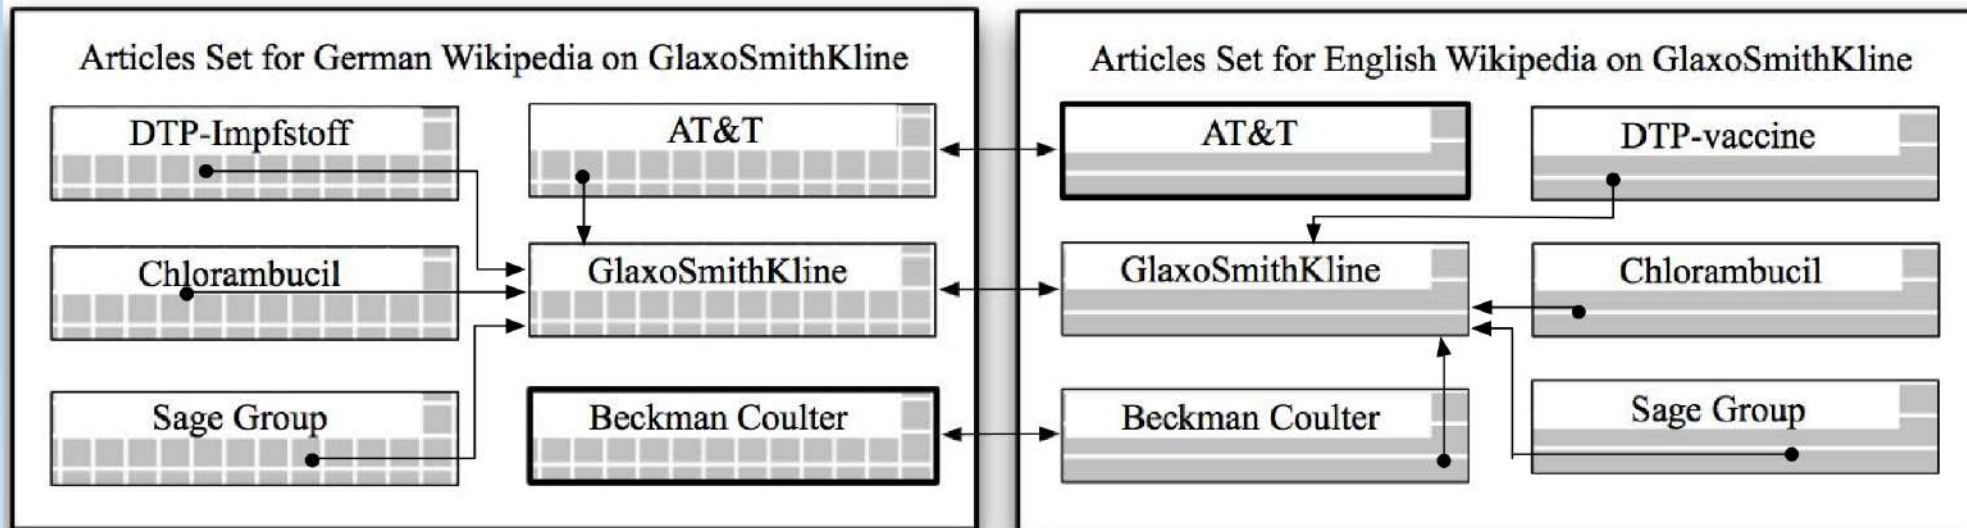 Articles Set for German Wikipedia on GlaxoSmithKline
DTP-Impfstoff
AT&T
Chlorambucil
GlaxoSmithKline
Sage Group
Beckman Coulter
Articles Set for English Wikipedia on GlaxoSmithKline
AT&T
DTP-vaccine
GlaxoSmithKline
Chlorambucil
Beckman Coulter
Sage Group